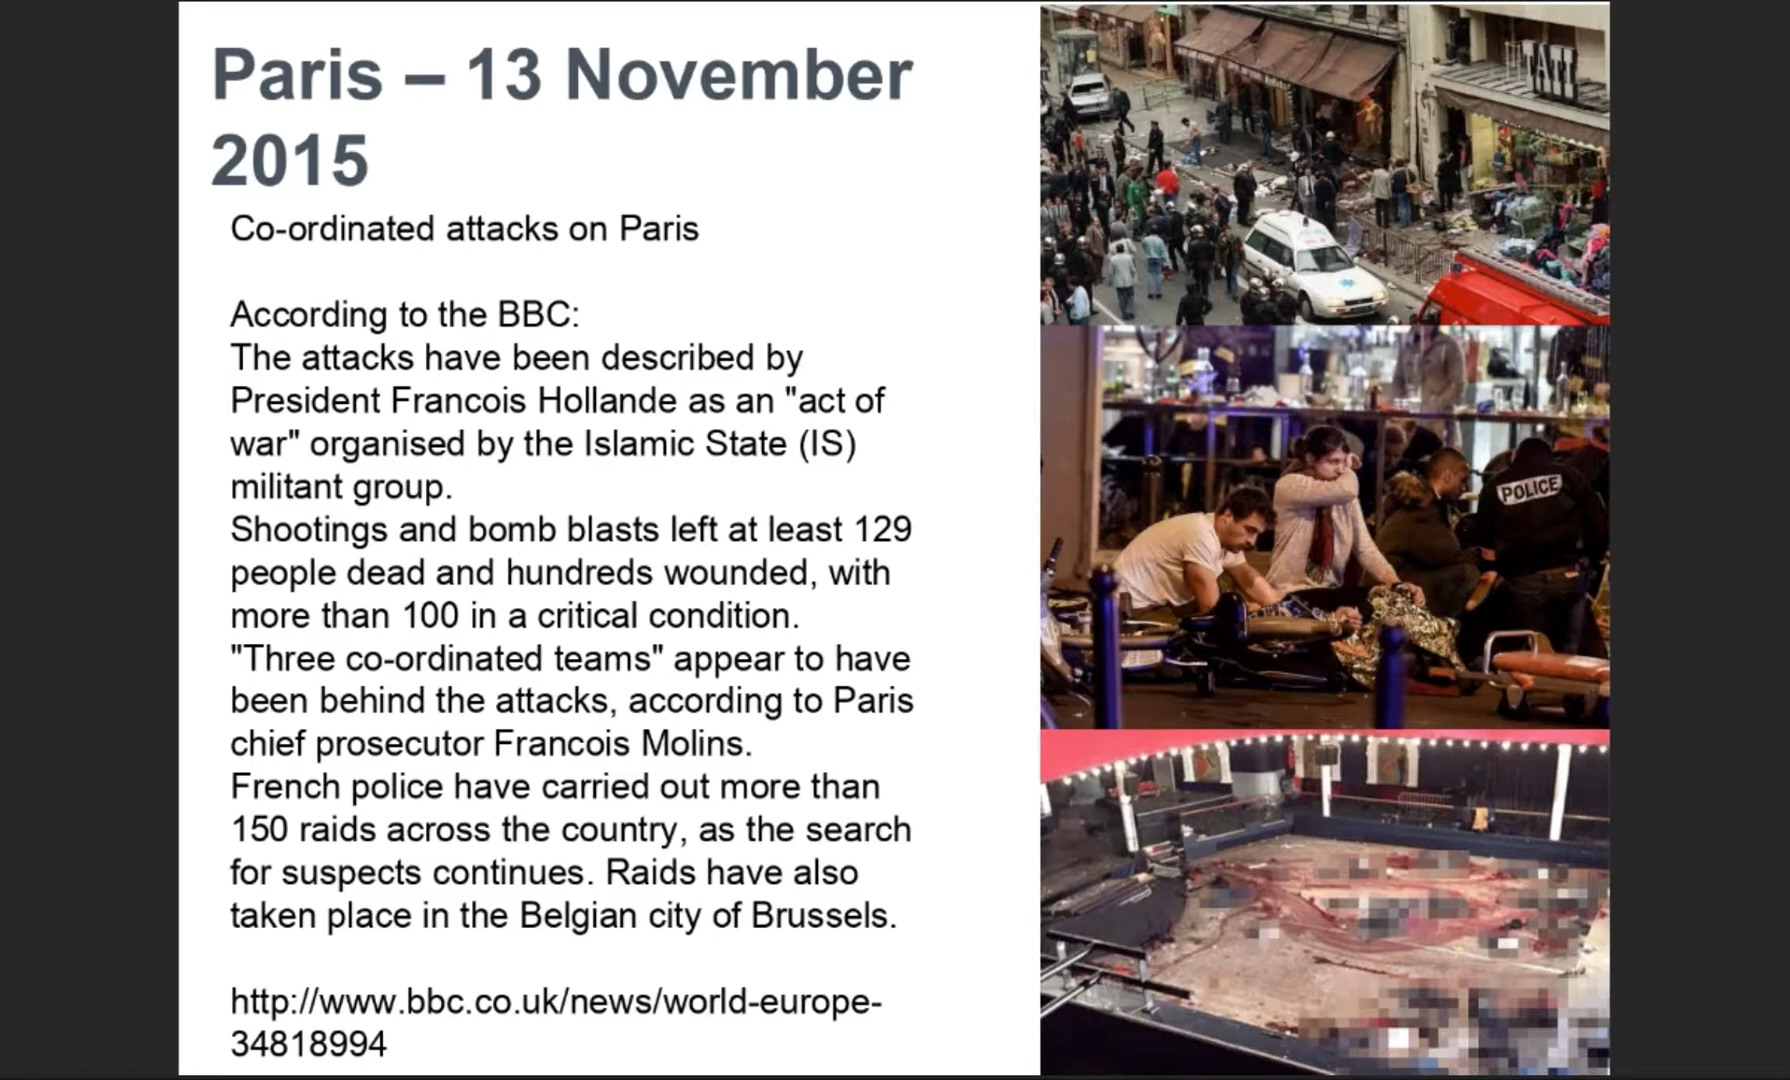 Paris – 13 November
2015
Co-ordinated attacks on Paris
According to the BBC:
The attacks have been described by
President Francois Hollande as an "act of
war" organised by the Islamic State (IS)
militant group.
Shootings and bomb blasts left at least 129
people dead and hundreds wounded, with
more than 100 in a critical condition.
"Three co-ordinated teams" appear to have
been behind the attacks, according to Paris
chief prosecutor Francois Molins.
French police have carried out more than
150 raids across the country, as the search
for suspects continues. Raids have also
taken place in the Belgian city of Brussels.
http://www.bbc.co.uk/news/world-europe-
34818994
TATI
POLICE